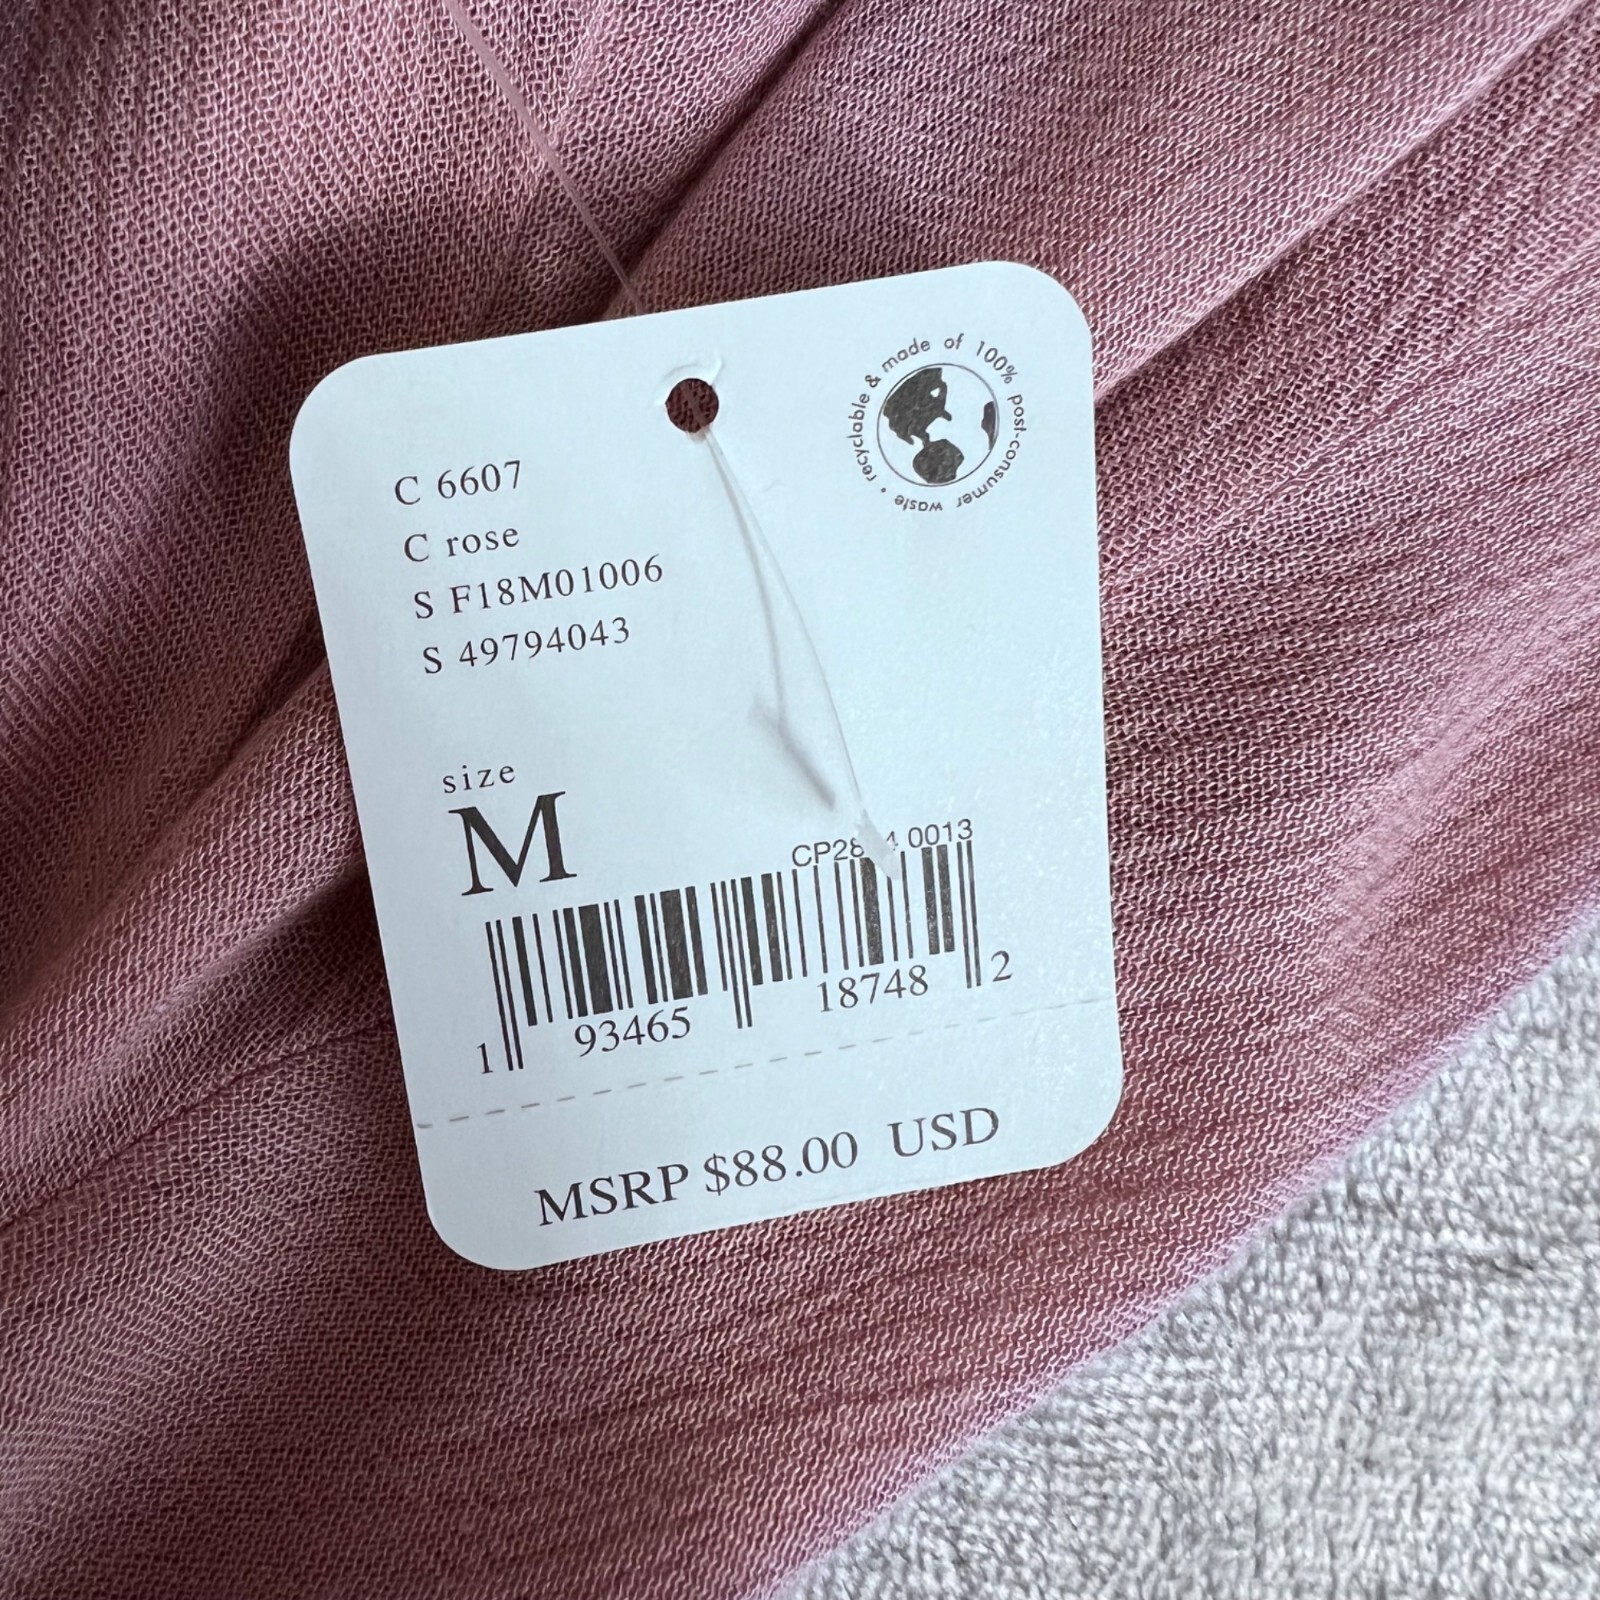 recyclable & made of 100% post-consumer waste •
C 6607
C rose
S F18M01006
S 49794043
size
M
0013
1 93465 18748 2
MSRP $88.00 USD